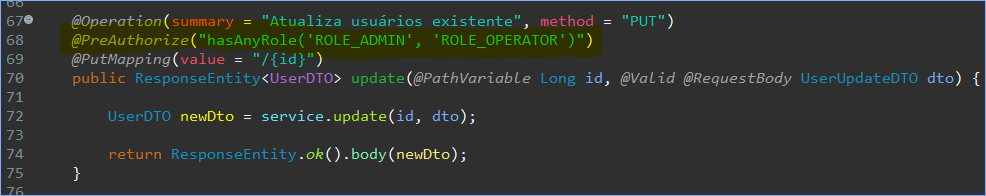 66
67 @Operation(summary = "Atualiza usuários existente", method = "PUT")
68 @PreAuthorize("hasAnyRole('ROLE_ADMIN', 'ROLE_OPERATOR')")
69 @PutMapping(value = "/{id}")
70 public ResponseEntity<UserDTO> update(@PathVariable Long id, @Valid @RequestBody UserUpdateDTO dto) {
71
72 UserDTO newDto = service.update(id, dto);
73
74 return ResponseEntity.ok().body(newDto);
75 }
76